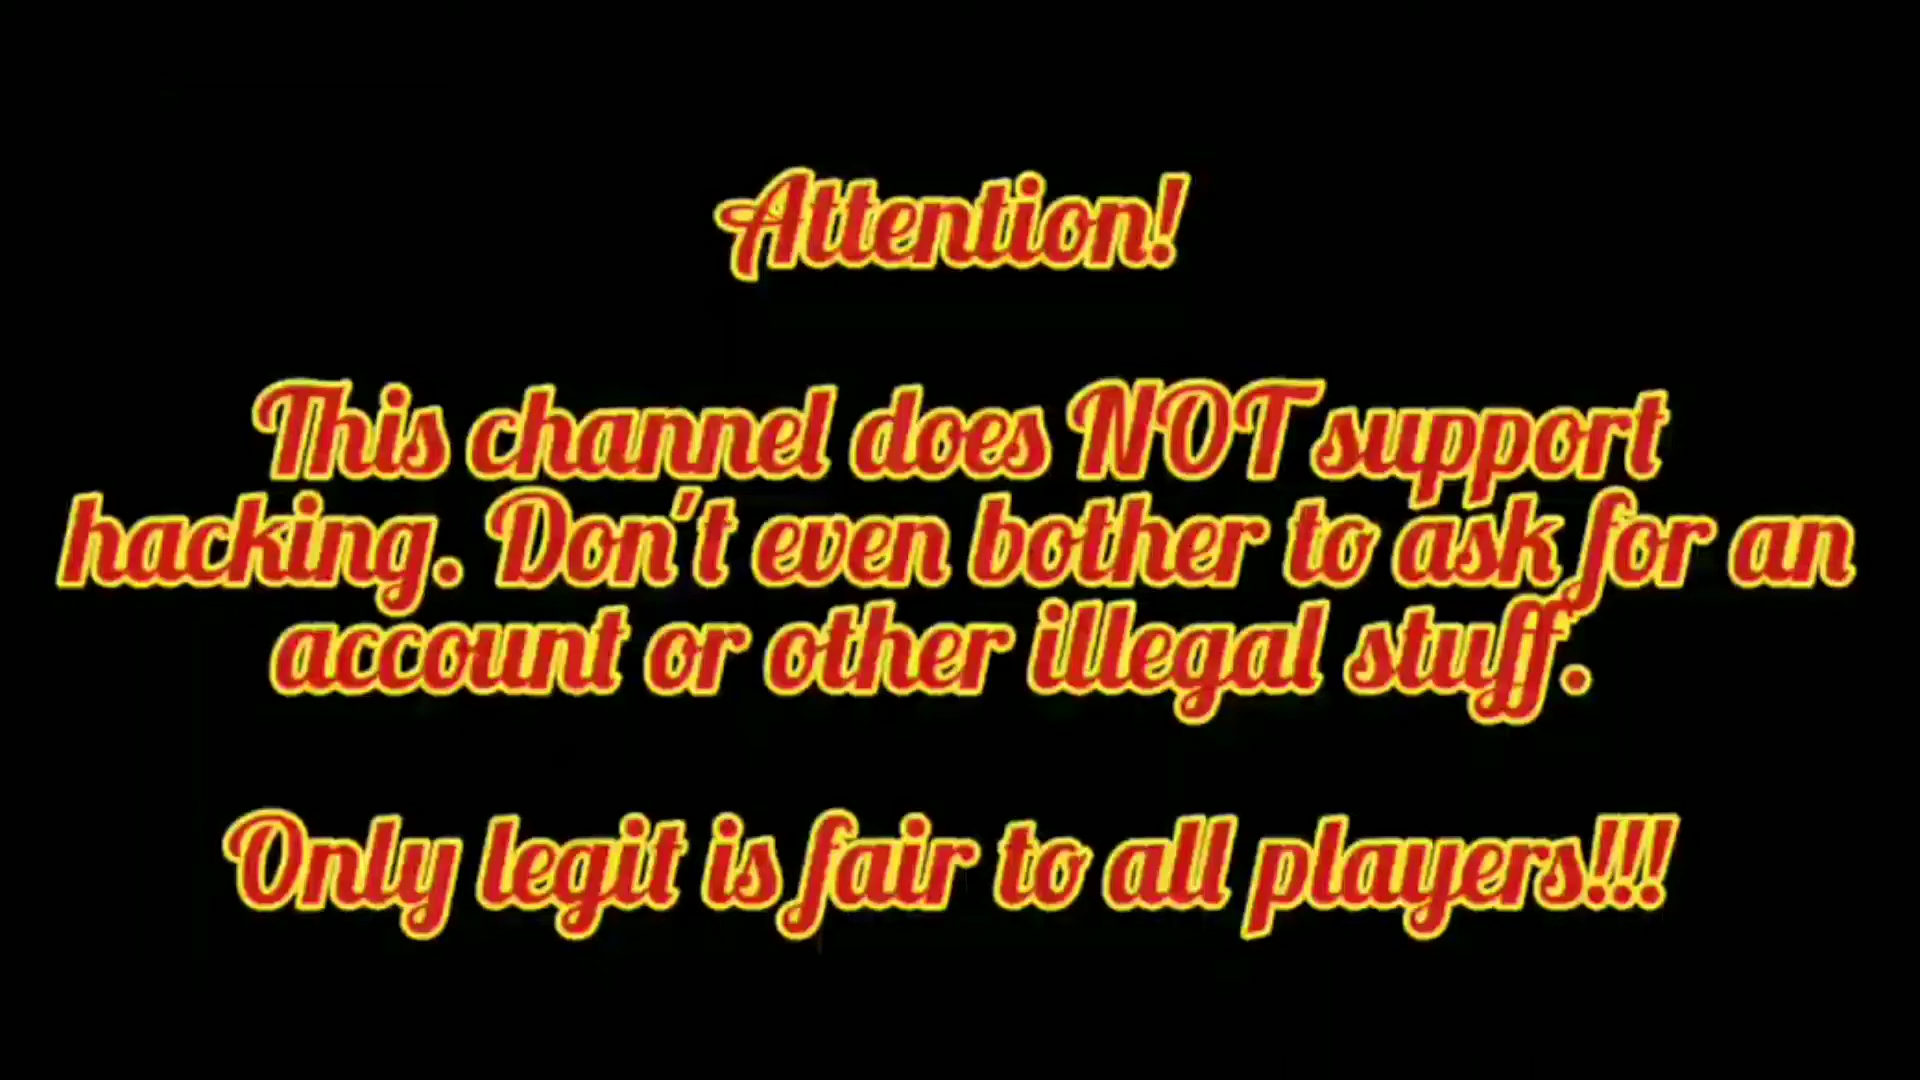 Attention!
This channel does NOT support
hacking. Don't even bother to ask for an
account or other illegal stuff.
Only legit is fair to all players!!!